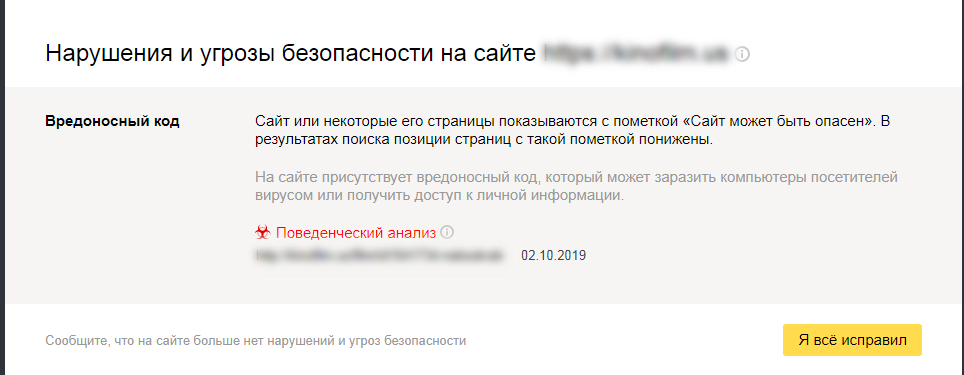 Нарушения и угрозы безопасности на сайте
Вредоносный код
Сайт или некоторые его страницы показываются с пометкой «Сайт может быть опасен». В
результатах поиска позиции страниц с такой пометкой понижены.
На сайте присутствует вредоносный код, который может заразить компьютеры посетителей
вирусом или получить доступ к личной информации.
Поведенческий анализ
02.10.2019
Сообщите, что на сайте больше нет нарушений и угроз безопасности
Я всё исправил